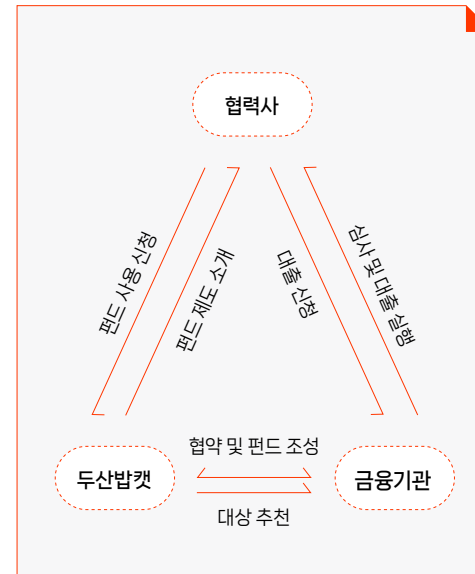 협력사
펀드 사용 신청
펀드 제도 소개
대출 신청
심사 및 대출 실행
협약 및 펀드 조성
두산밥캣
금융기관
대상 추천